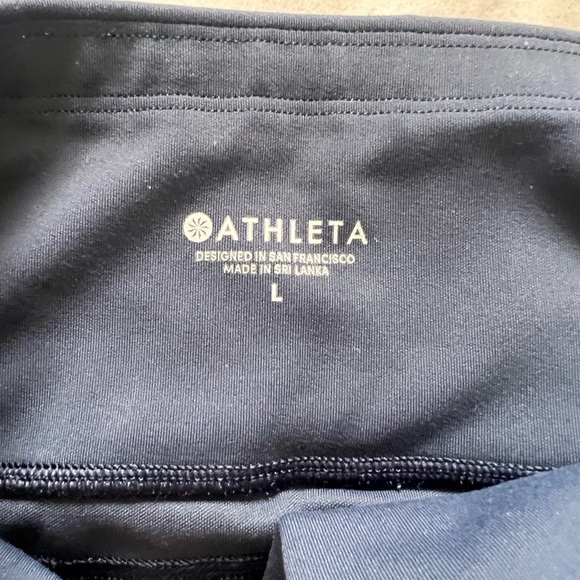 ATHLETA
DESIGNED IN SAN FRANCISCO
MADE IN SRI LANKA
L